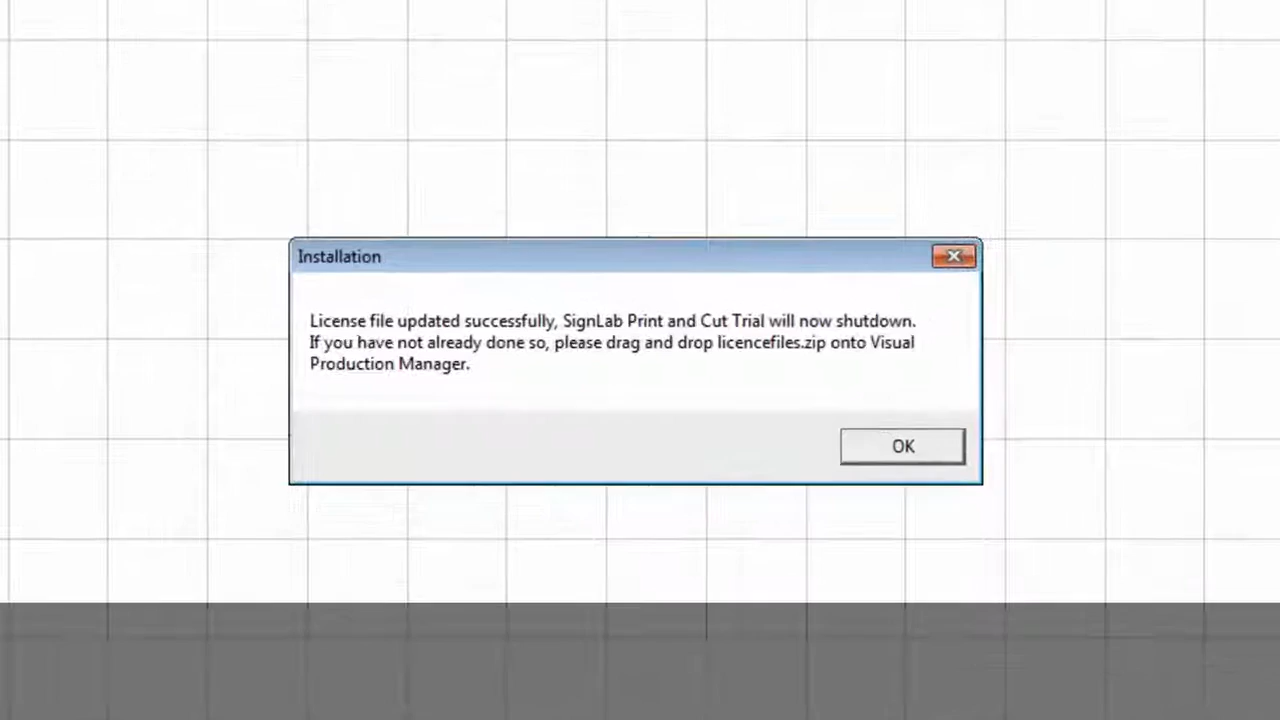 Installation
License file updated successfully, SignLab Print and Cut Trial will now shutdown.
If you have not already done so, please drag and drop licencefiles.zip onto Visual
Production Manager.
OK